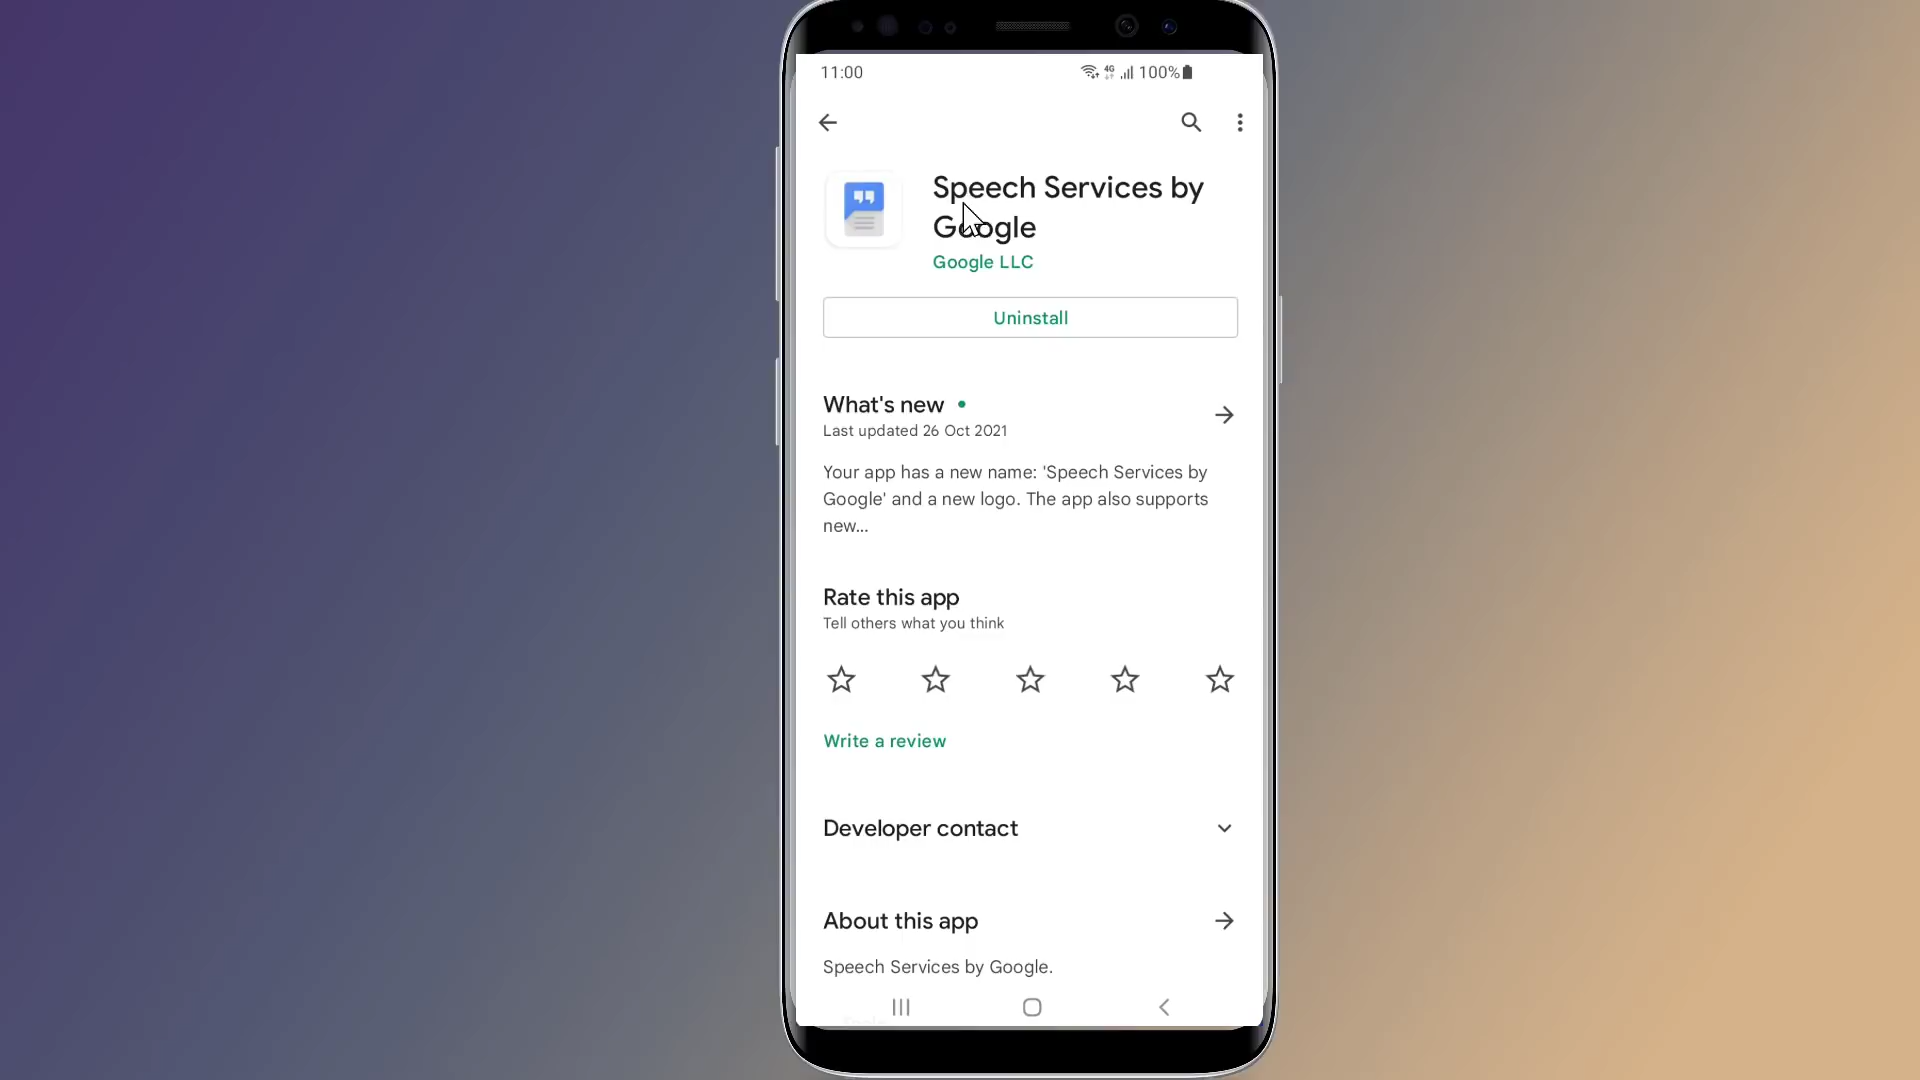 11:00
4G
100%
Speech Services by
Google
Google LLC
Uninstall
What's new
Last updated 26 Oct 2021
Your app has a new name: 'Speech Services by
Google' and a new logo. The app also supports
new...
Rate this app
Tell others what you think
Write a review
Developer contact
About this app
Speech Services by Google.